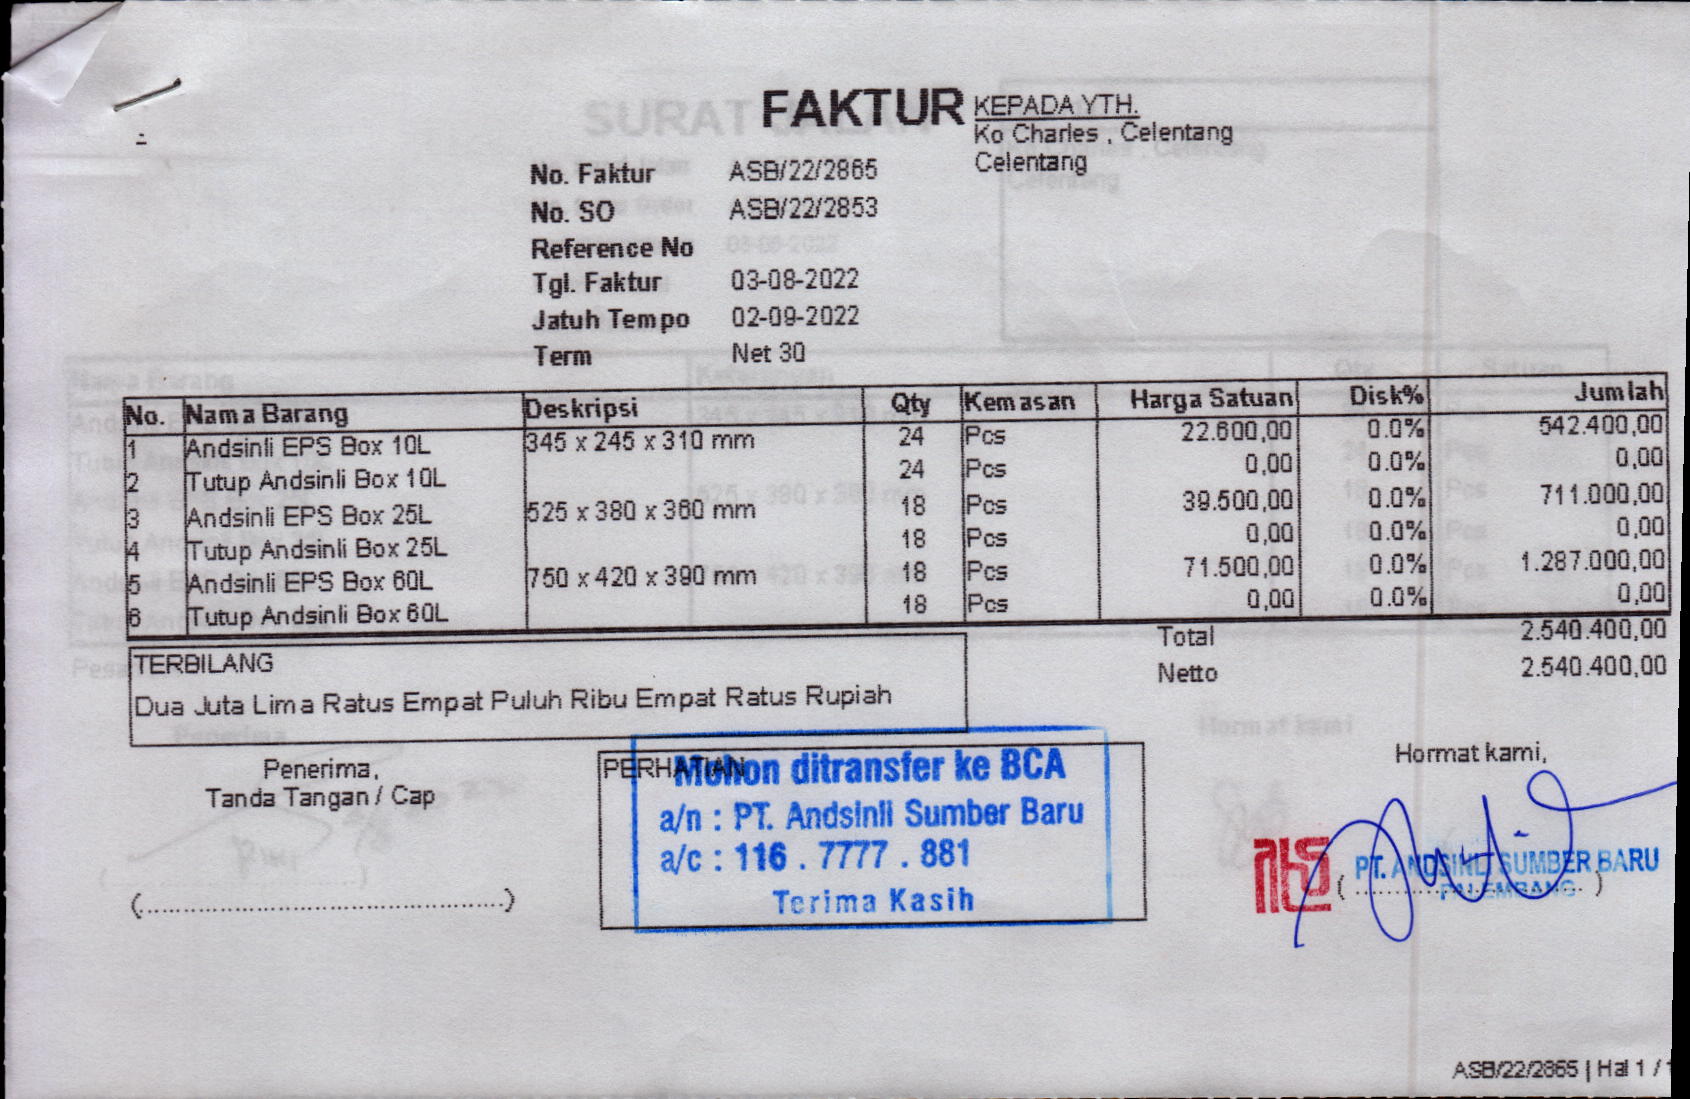 FAKTUR
KEPADA YTH.
Ko Charles , Celentang
Celentang
No. Faktur ASB/22/2865
No. SO ASB/22/2853
Reference No
Tgl. Faktur 03-08-2022
Jatuh Tempo 02-09-2022
Term Net 30
No. Nama Barang Deskripsi Qty Kemasan Harga Satuan Disk% Jumlah
1 Andsinli EPS Box 10L 345 x 245 x 310 mm 24 Pcs 22.600,00 0.0% 542.400,00
2 Tutup Andsinli Box 10L 24 Pcs 0,00 0.0% 0,00
3 Andsinli EPS Box 25L 525 x 380 x 360 mm 18 Pcs 39.500,00 0.0% 711.000,00
4 Tutup Andsinli Box 25L 18 Pcs 0,00 0.0% 0,00
5 Andsinli EPS Box 60L 750 x 420 x 390 mm 18 Pcs 71.500,00 0.0% 1.287.000,00
6 Tutup Andsinli Box 60L 18 Pcs 0,00 0.0% 0,00
Total 2.540.400,00
Netto 2.540.400,00
TERBILANG
Dua Juta Lima Ratus Empat Puluh Ribu Empat Ratus Rupiah
Penerima,
Tanda Tangan / Cap
(..................................................)
PERHATIAN
Mohon ditransfer ke BCA
a/n : PT. Andsinli Sumber Baru
a/c : 116 . 7777 . 881
Terima Kasih
Hormat kami,
PT. ANDSINLI SUMBER BARU
PALEMBANG
ASB/22/2865 | Hal 1 / 1